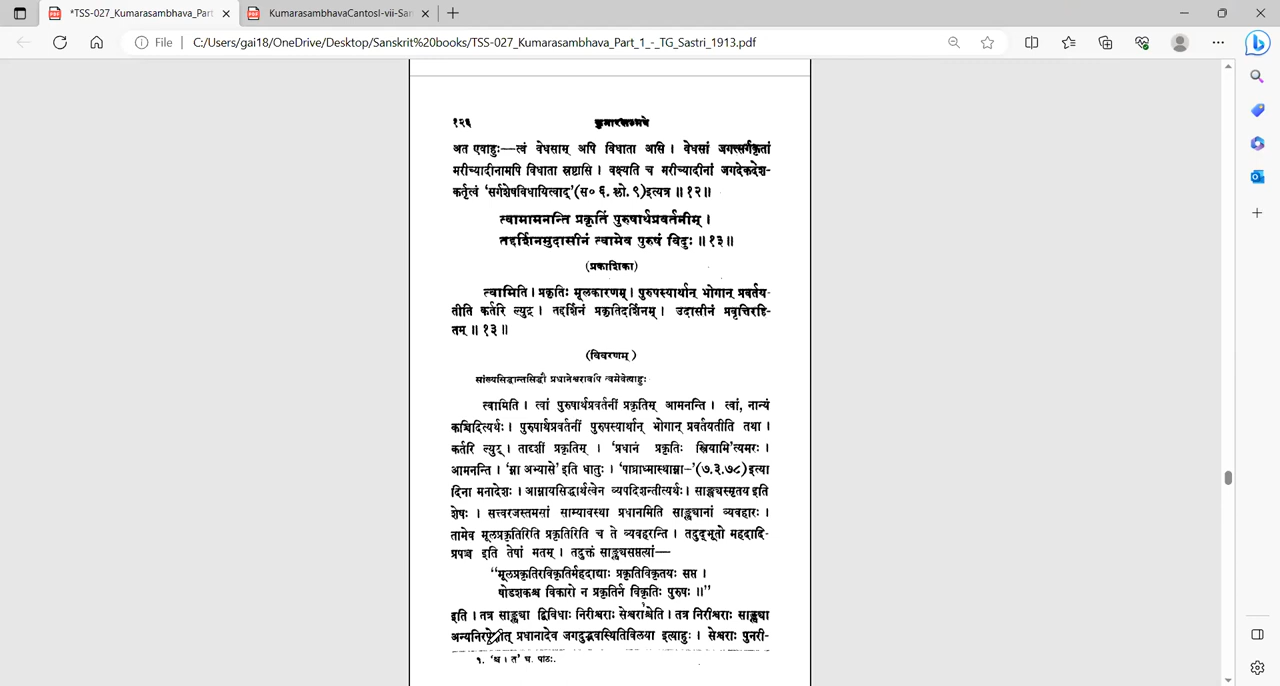 *TSS-027_Kumarasambhava_Part
KumarasambhavaCantosI-vii-San
File
C:/Users/gai18/OneDrive/Desktop/Sanskrit%20books/TSS-027_Kumarasambhava_Part_1_-_TG_Sastri_1913.pdf
१२६ कुमारसम्भवे
अत एवाहुः—त्वं वेधसाम् अपि विधाता आसि । वेधसां जगत्सर्गकृतां
मरीच्यादीनामपि विधाता स्रष्टासि । वक्ष्यति च मरीच्यादीनां जगदेकदेश-
कर्तृत्वं 'सर्गशेषविधायित्वाद्' (स० ६. श्लो. ९) इत्यत्र ॥ १२ ॥
त्वामामनन्ति प्रकृतिं पुरुषार्थप्रवर्तनीम् ।
तद्दर्शिनमुदासीनं त्वामेव पुरुषं विदुः ॥ १३ ॥
(प्रकाशिका)
त्वामिति । प्रकृतिः मूलकारणम् । पुरुषस्यार्थान् भोगान् प्रवर्तय-
तीति कर्तरि ल्युट् । तद्दर्शिनं प्रकृतिदर्शिनम् । उदासीनं प्रवृत्तिरहि-
तम् ॥ १३ ॥
(विवरणम्)
सांख्यसिद्धान्तसिद्धौ प्रधानेश्वरावपि त्वमेवेत्याहुः
त्वामिति । त्वां पुरुषार्थप्रवर्तनीं प्रकृतिम् आमनन्ति । त्वां, नान्यं
कञ्चिदित्यर्थः । पुरुषार्थप्रवर्तनीं पुरुषस्यार्थान् भोगान् प्रवर्तयतीति तथा ।
कर्तरि ल्युट् । तादृशीं प्रकृतिम् । 'प्रधानं प्रकृतिः स्त्रियामि'त्यमरः ।
आमनन्ति । 'म्ना अभ्यासे' इति धातुः । 'पाघ्राध्मास्थाम्ना-' (७.३.७८) इत्या
दिना मनादेशः । आम्नायसिद्धार्थत्वेन व्यपदिशन्तीत्यर्थः । साङ्ख्यस्मृतय इति
शेषः । सत्त्वरजस्तमसां साम्यावस्था प्रधानमिति साङ्ख्यानां व्यवहारः ।
तामेव मूलप्रकृतिरिति प्रकृतिरिति च ते व्यवहरन्ति । तदुद्भूतो महदादि-
प्रपञ्च इति तेषां मतम् । तदुक्तं साङ्ख्यसप्तत्यां—
"मूलप्रकृतिरविकृतिर्महदाद्याः प्रकृतिविकृतयः सप्त ।
षोडशकश्च विकारो न प्रकृतिर्न विकृतिः पुरुषः ॥"
इति । तत्र साङ्ख्या द्विविधाः निरीश्वराः सेश्वराश्चेति । तत्र निरीश्वराः साङ्ख्या
प्रधानादेव जगदुद्भवस्थितिविलया इत्याहुः । सेश्वराः पुनरी-